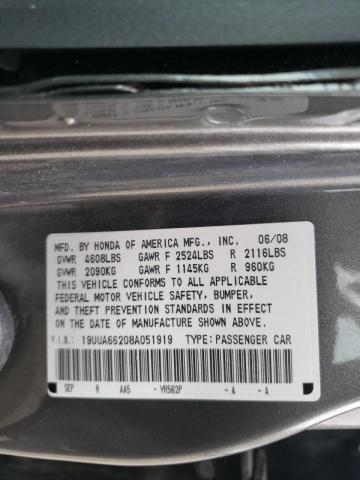 MFD. BY HONDA OF AMERICA MFG., INC. 06/08
GVWR 4608LBS GAWR F 2524LBS R 2116LBS
GVWR 2090KG GAWR F 1145KG R 960KG
THIS VEHICLE CONFORMS TO ALL APPLICABLE
FEDERAL MOTOR VEHICLE SAFETY, BUMPER,
AND THEFT PREVENTION STANDARDS IN EFFECT ON
THE DATE OF MANUFACTURE SHOWN ABOVE.
V.I.N.: 19UUA66208A051919 TYPE: PASSENGER CAR
SEP B AA5 - YR562P - A - A